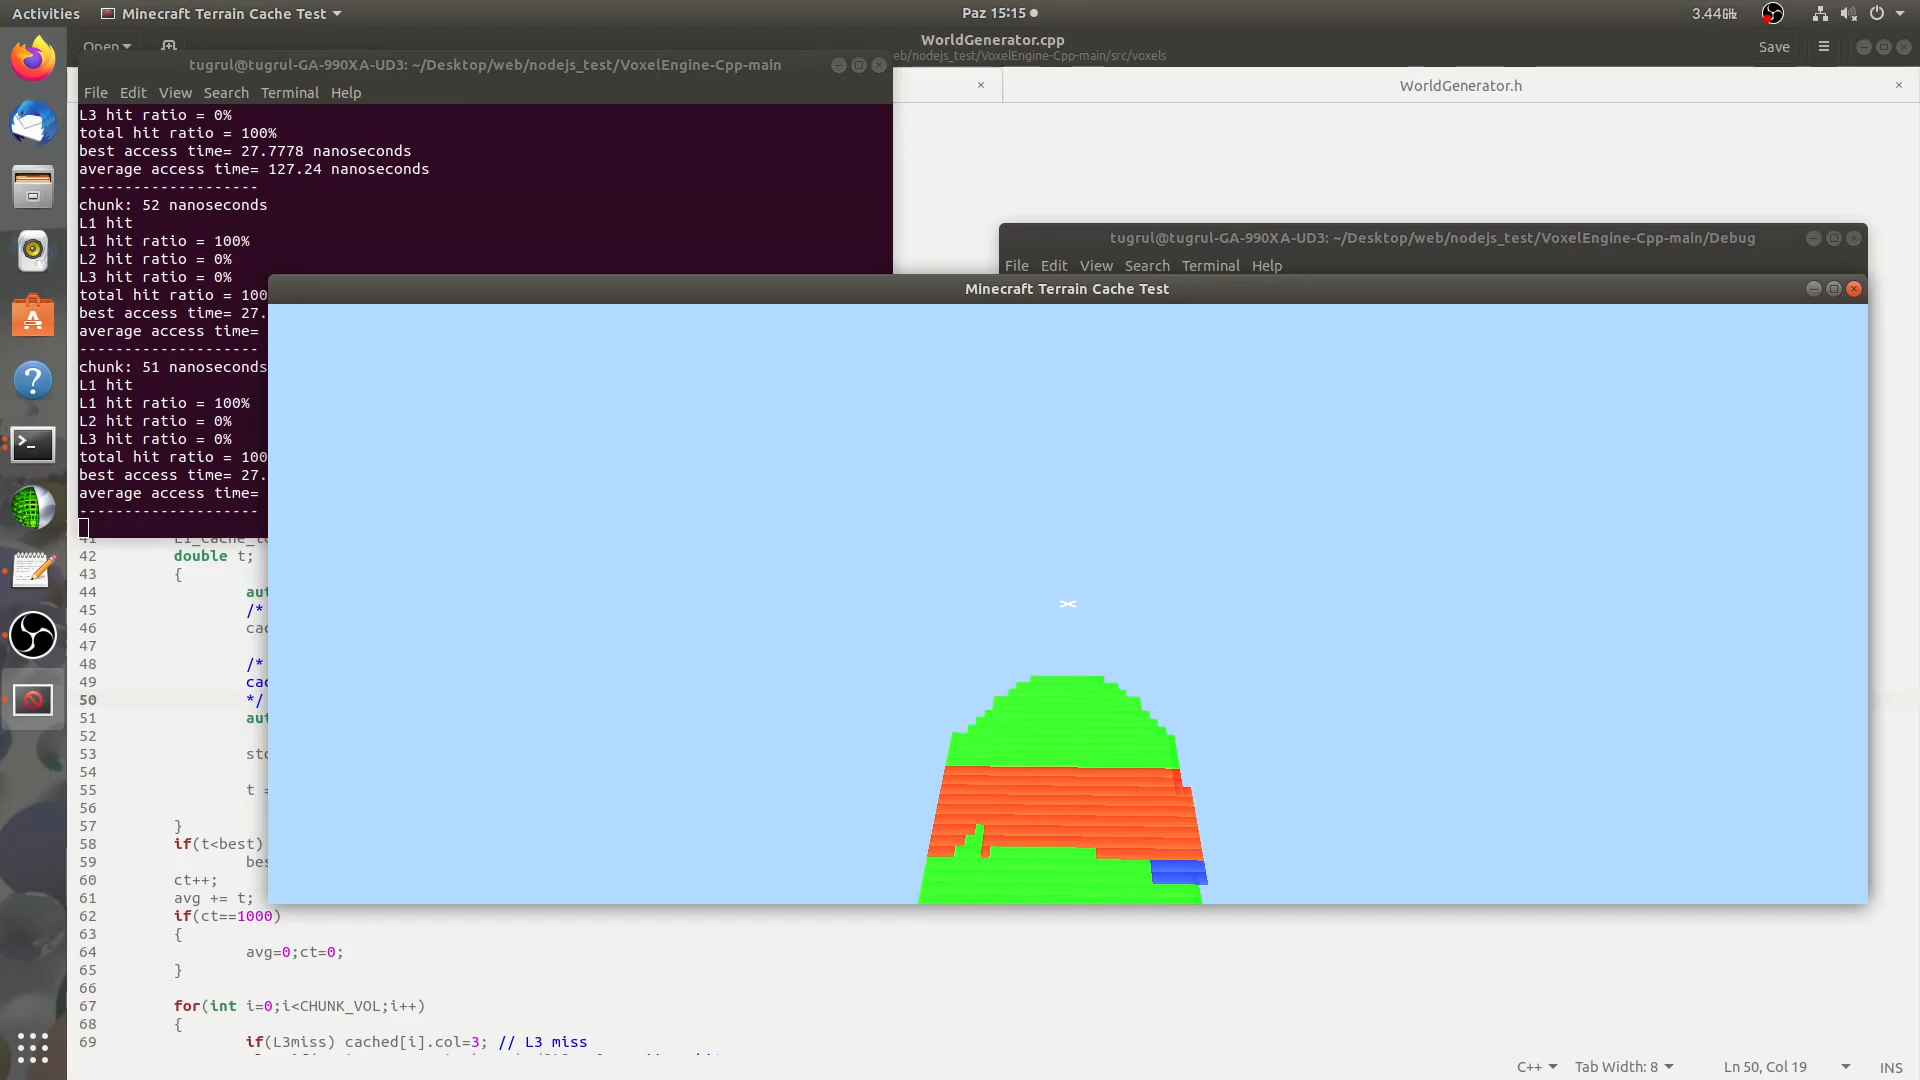 Activities
Minecraft Terrain Cache Test
Paz 15:15
3.44GHz
Open
WorldGenerator.cpp
eb/nodejs_test/VoxelEngine-Cpp-main/src/voxels
Save
WorldGenerator.h
tugrul@tugrul-GA-990XA-UD3: ~/Desktop/web/nodejs_test/VoxelEngine-Cpp-main
File Edit View Search Terminal Help
L3 hit ratio = 0%
total hit ratio = 100%
best access time= 27.7778 nanoseconds
average access time= 127.24 nanoseconds
--------------------
chunk: 52 nanoseconds
L1 hit
L1 hit ratio = 100%
L2 hit ratio = 0%
L3 hit ratio = 0%
total hit ratio = 100
best access time= 27.
average access time=
--------------------
chunk: 51 nanoseconds
L1 hit
L1 hit ratio = 100%
L2 hit ratio = 0%
L3 hit ratio = 0%
total hit ratio = 100
best access time= 27.
average access time=
--------------------
tugrul@tugrul-GA-990XA-UD3: ~/Desktop/web/nodejs_test/VoxelEngine-Cpp-main/Debug
File Edit View Search Terminal Help
Minecraft Terrain Cache Test
41
42 double t;
43 {
44 au
45 /*
46 cac
47
48 /*
49 cac
50 */
51 au
52
53 st
54
55 t =
56
57 }
58 if(t<best)
59 bes
60 ct++;
61 avg += t;
62 if(ct==1000)
63 {
64 avg=0;ct=0;
65 }
66
67 for(int i=0;i<CHUNK_VOL;i++)
68 {
69 if(L3miss) cached[i].col=3; // L3 miss
C++ Tab Width: 8 Ln 50, Col 19 INS